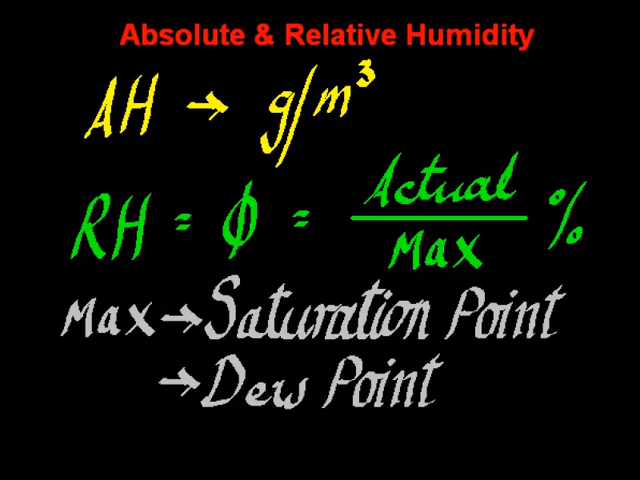 Absolute & Relative Humidity
AH → g/m³
RH = φ = Actual / Max %
Max → Saturation Point
→ Dew Point